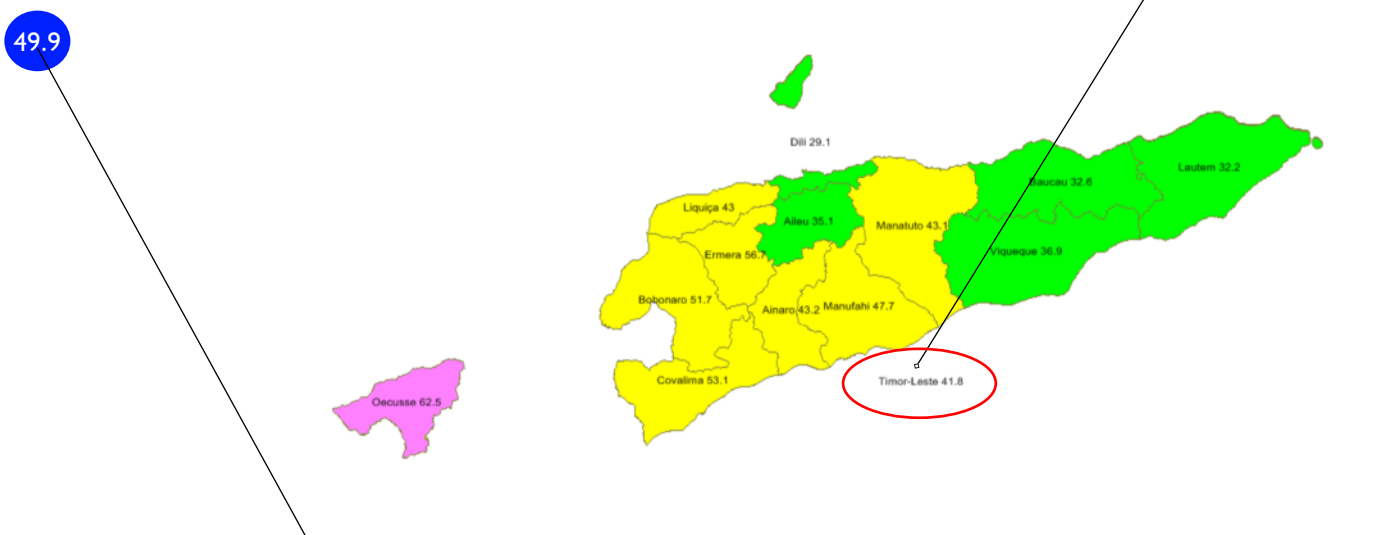 49.9
Dili 29.1
Lautem 32.2
Baucau 32.6
Liquiça 43
Aileu 35.1
Manatuto 43.1
Ermera 56.7
Viqueque 36.9
Bobonaro 51.7
Ainaro 43.2
Manufahi 47.7
Covalima 53.1
Timor-Leste 41.8
Oecusse 62.5